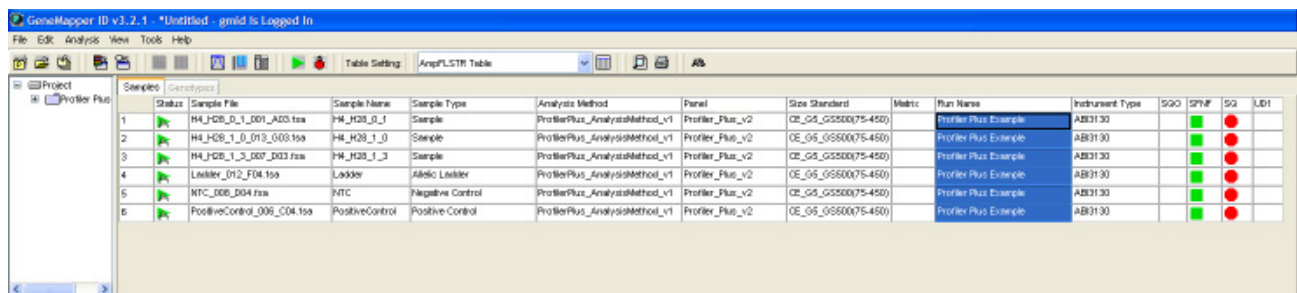 GeneMapper ID v3.2.1 - *Untitled - gmid Is Logged In
File Edit Analysis View Tools Help
Table Setting: AmpFLSTR Table
Project
Profiler Plus
Samples Genotypes
Status Sample File Sample Name Sample Type Analysis Method Panel Size Standard Matrix Run Name Instrument Type SGO SFNF SQ UD1
1 H4_H28_0_1_001_A03.fsa H4_H28_0_1 Sample ProfilerPlus_AnalysisMethod_v1 Profiler_Plus_v2 CE_G5_GS500(75-450) Profiler Plus Example ABI3130
2 H4_H28_1_0_013_G03.fsa H4_H28_1_0 Sample ProfilerPlus_AnalysisMethod_v1 Profiler_Plus_v2 CE_G5_GS500(75-450) Profiler Plus Example ABI3130
3 H4_H28_1_3_007_D03.fsa H4_H28_1_3 Sample ProfilerPlus_AnalysisMethod_v1 Profiler_Plus_v2 CE_G5_GS500(75-450) Profiler Plus Example ABI3130
4 Ladder_012_F04.fsa Ladder Allelic Ladder ProfilerPlus_AnalysisMethod_v1 Profiler_Plus_v2 CE_G5_GS500(75-450) Profiler Plus Example ABI3130
5 NTC_008_D04.fsa NTC Negative Control ProfilerPlus_AnalysisMethod_v1 Profiler_Plus_v2 CE_G5_GS500(75-450) Profiler Plus Example ABI3130
6 PositiveControl_006_C04.fsa PositiveControl Positive Control ProfilerPlus_AnalysisMethod_v1 Profiler_Plus_v2 CE_G5_GS500(75-450) Profiler Plus Example ABI3130